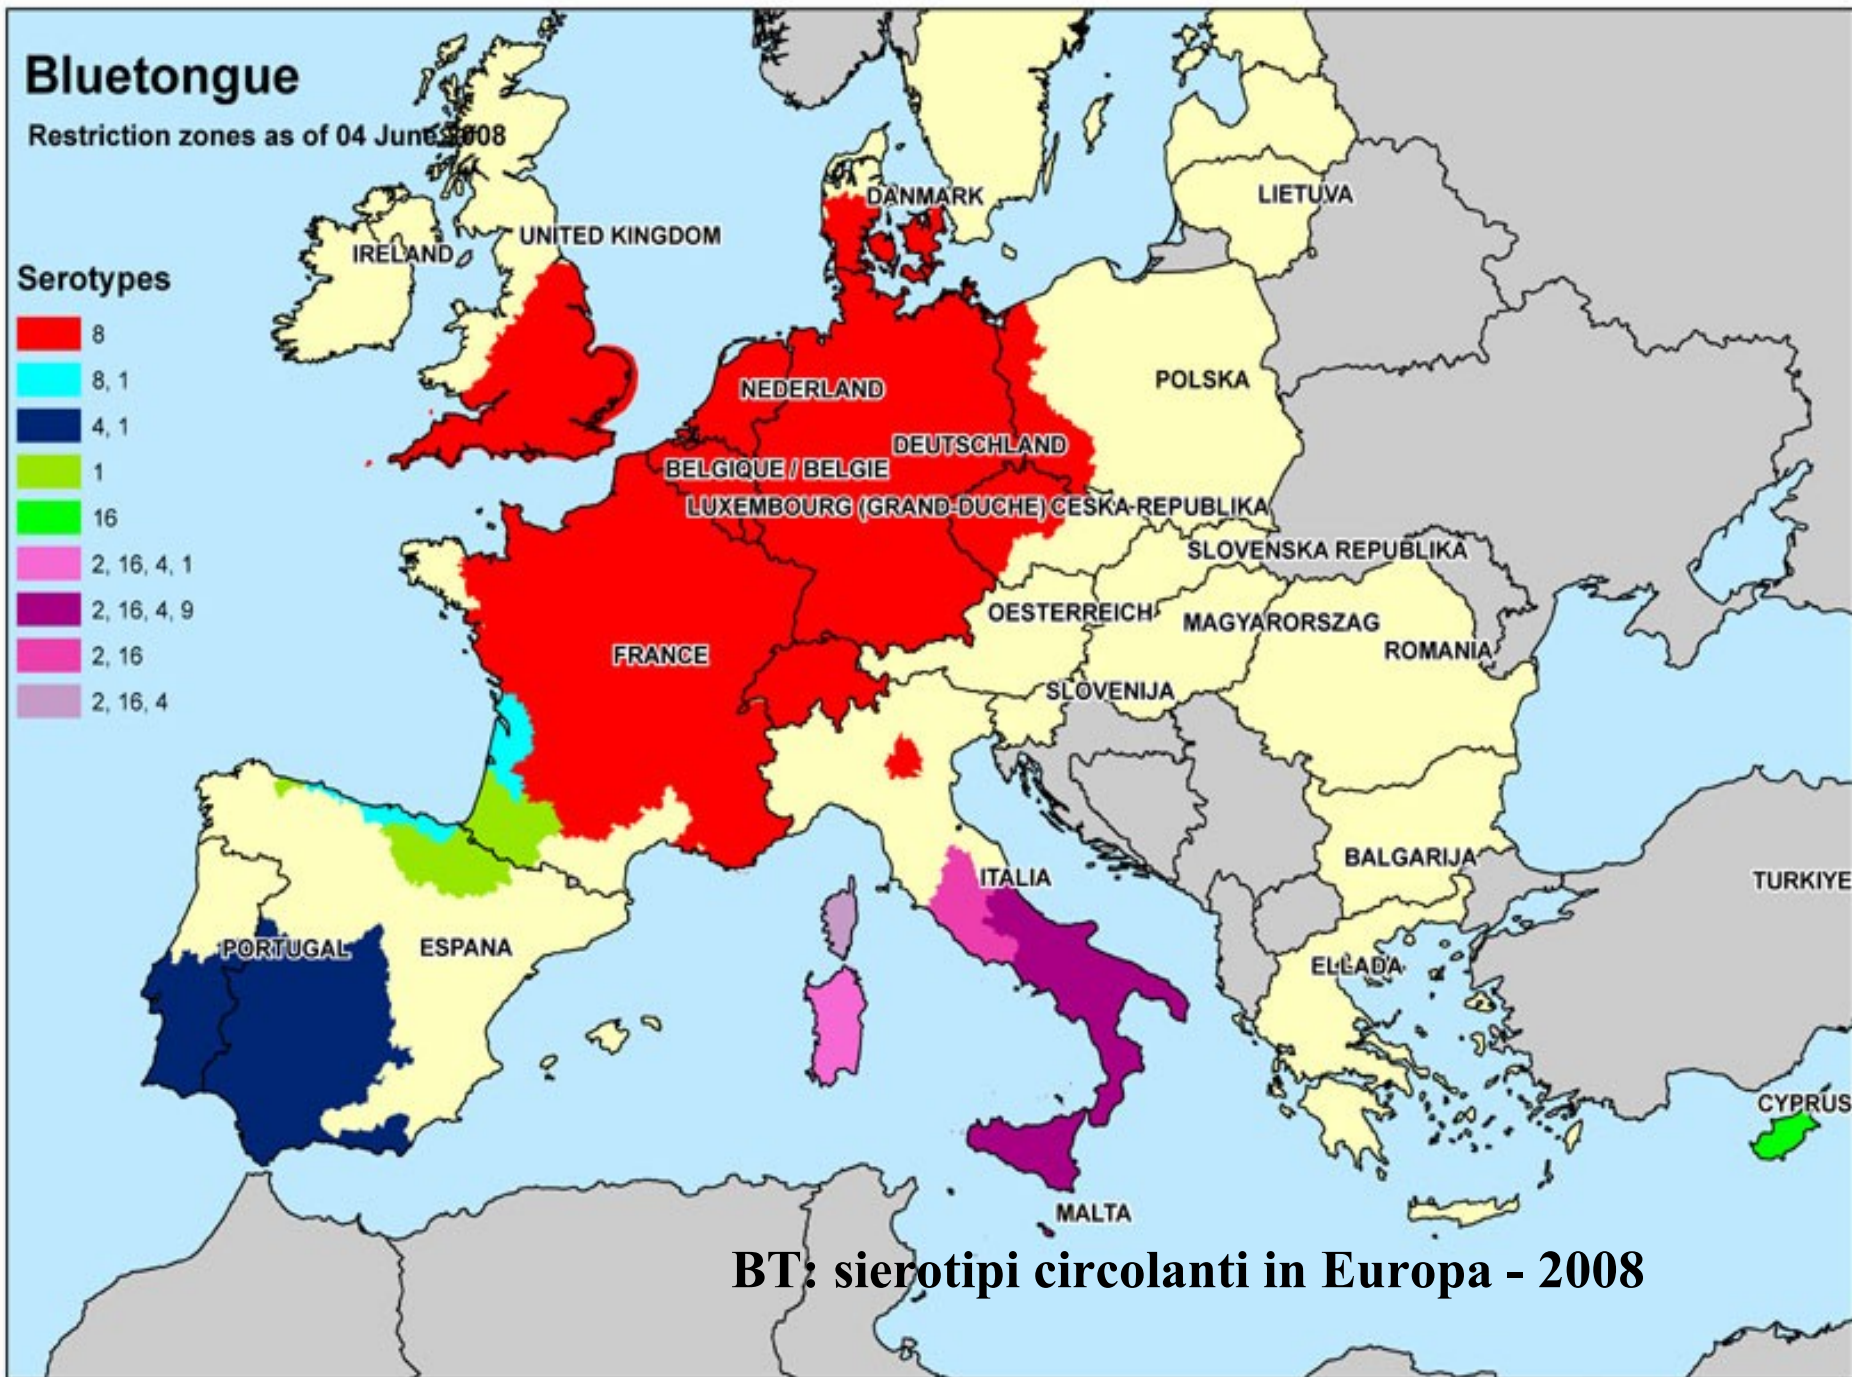 Bluetongue
Restriction zones as of 04 June 2008
Serotypes
8
8, 1
4, 1
1
16
2, 16, 4, 1
2, 16, 4, 9
2, 16
2, 16, 4
DANMARK
LIETUVA
UNITED KINGDOM
IRELAND
POLSKA
NEDERLAND
DEUTSCHLAND
BELGIQUE / BELGIE
LUXEMBOURG (GRAND-DUCHE)
CESKA REPUBLIKA
SLOVENSKA REPUBLIKA
OESTERREICH
MAGYARORSZAG
ROMANIA
FRANCE
SLOVENIJA
BALGARIJA
ITALIA
TURKIYE
PORTUGAL
ESPANA
ELLADA
CYPRUS
MALTA
BT: sierotipi circolanti in Europa - 2008